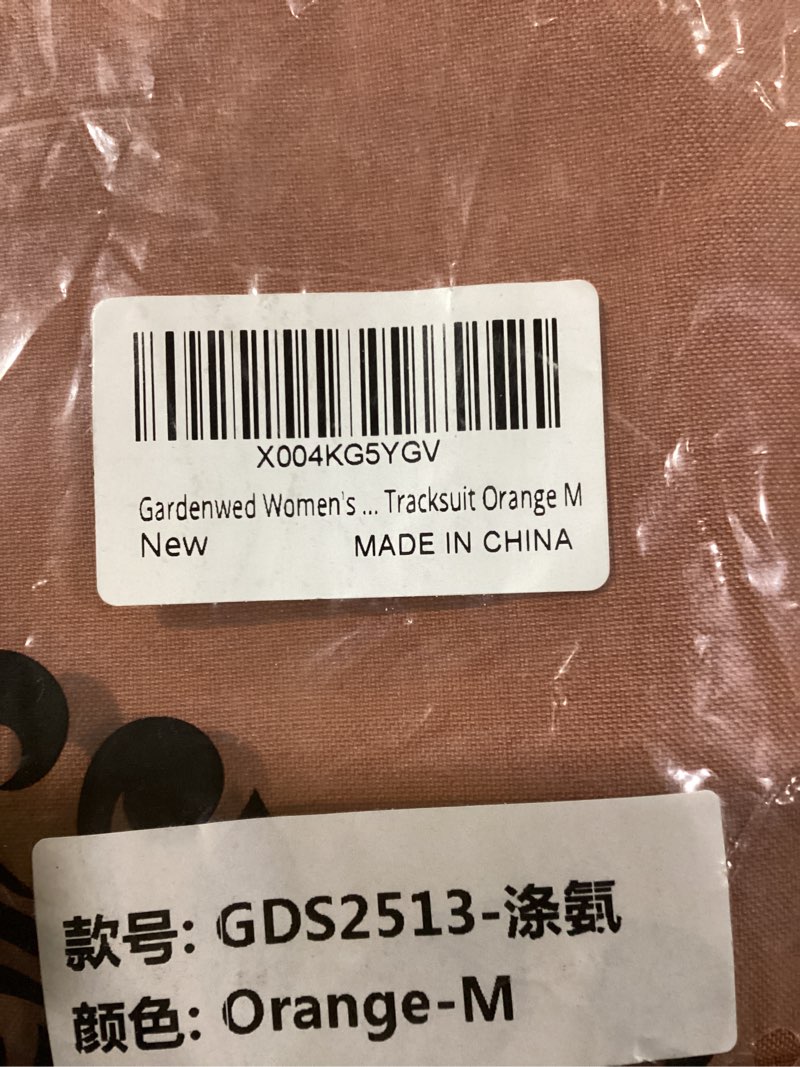 X004KG5YGV
Gardenwed Women's ... Tracksuit Orange M
New MADE IN CHINA
款号: GDS2513-涤氨
颜色: Orange-M